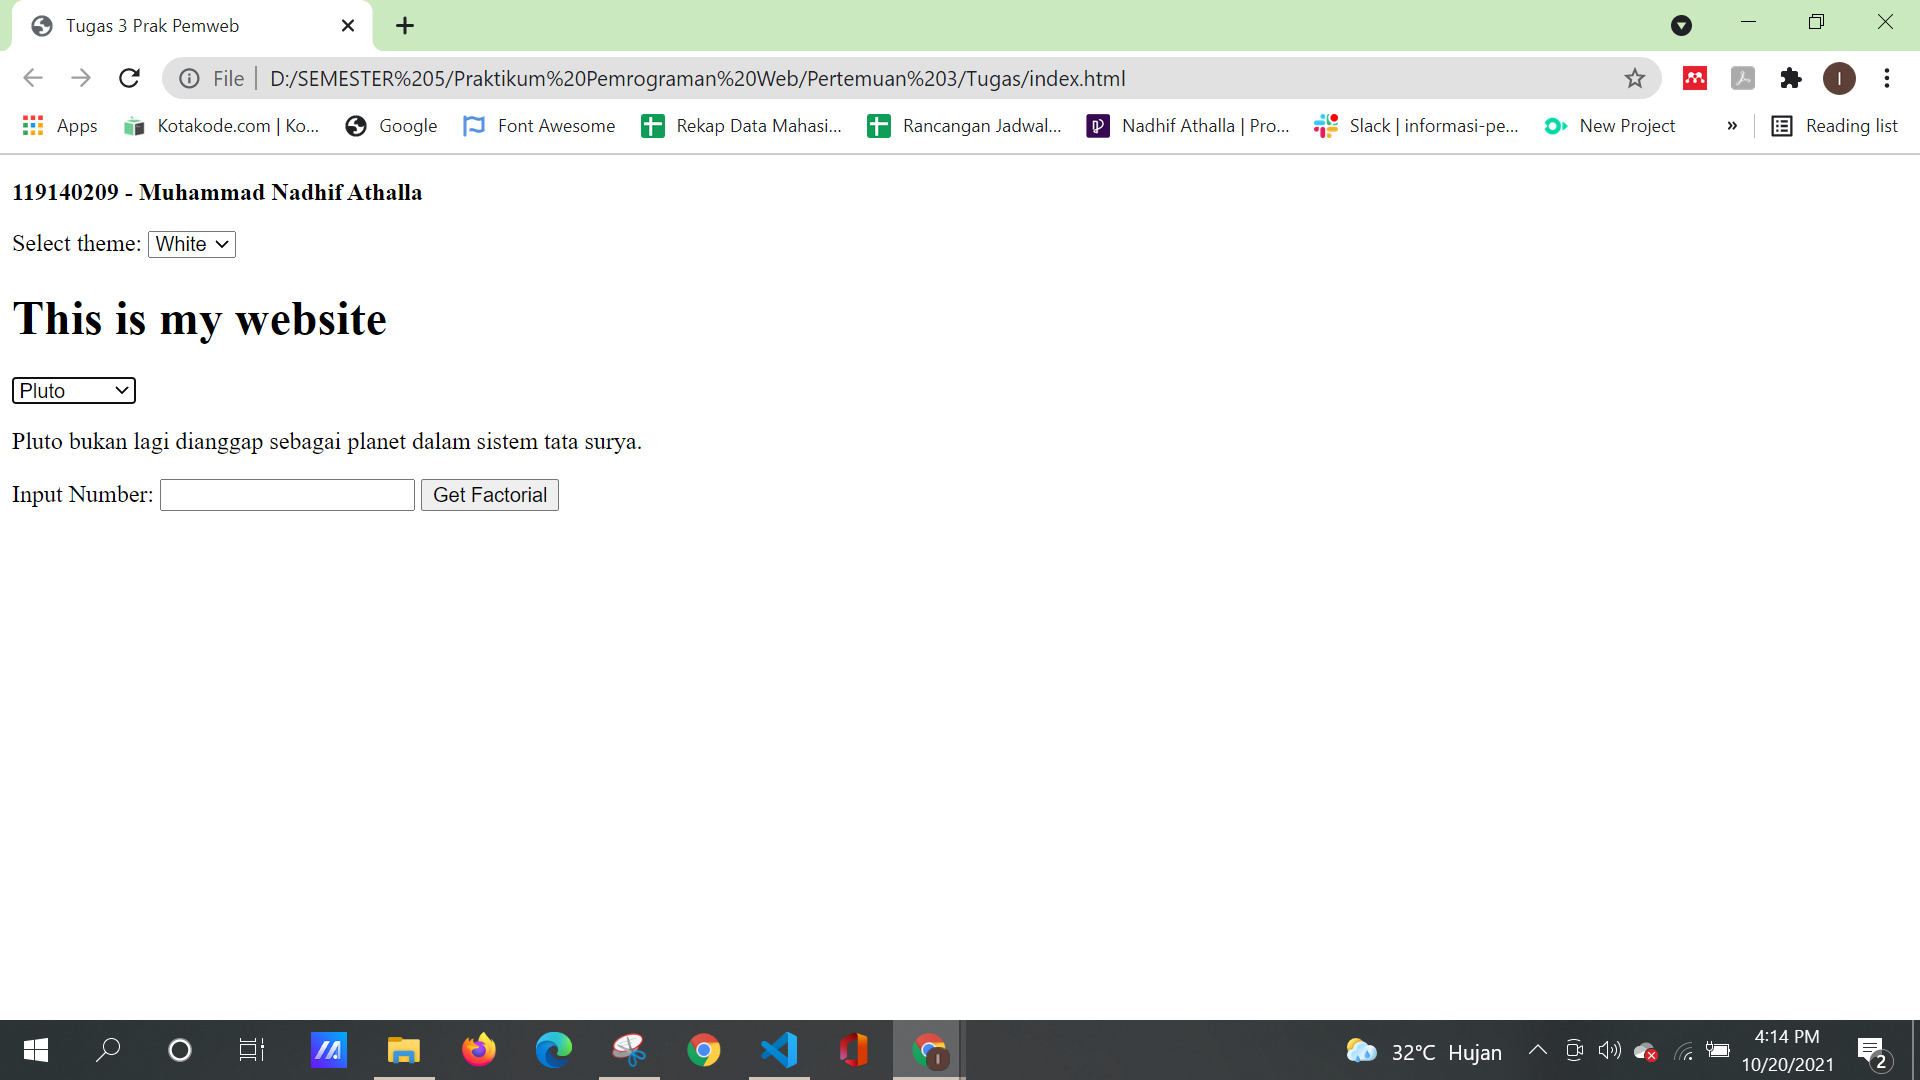 Tugas 3 Prak Pemweb
File | D:/SEMESTER%205/Praktikum%20Pemrograman%20Web/Pertemuan%203/Tugas/index.html
I
Apps
Kotakode.com | Ko...
Google
Font Awesome
Rekap Data Mahasi...
Rancangan Jadwal...
Nadhif Athalla | Pro...
Slack | informasi-pe...
New Project
»
Reading list
119140209 - Muhammad Nadhif Athalla
Select theme: White
This is my website
Pluto
Pluto bukan lagi dianggap sebagai planet dalam sistem tata surya.
Input Number: Get Factorial
32°C Hujan
4:14 PM
10/20/2021
2